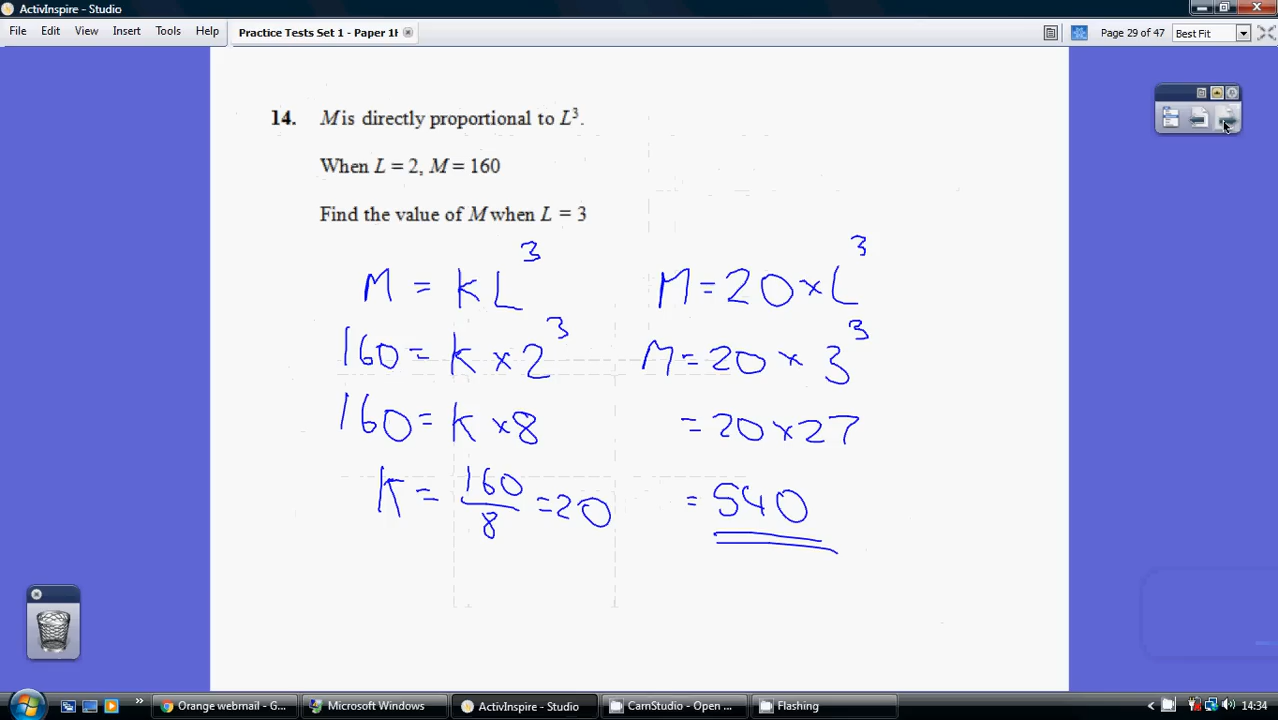 ActivInspire - Studio
File Edit View Insert Tools Help
Practice Tests Set 1 - Paper 1H
Page 29 of 47
Best Fit
14. M is directly proportional to L³.
When L = 2, M = 160
Find the value of M when L = 3
M = kL³
160 = k × 2³
160 = k × 8
k = 160/8 = 20
M = 20 × L³
M = 20 × 3³
= 20 × 27
= 540
Orange webmail - G...
Microsoft Windows
ActivInspire - Studio
CamStudio - Open ...
Flashing
14:34